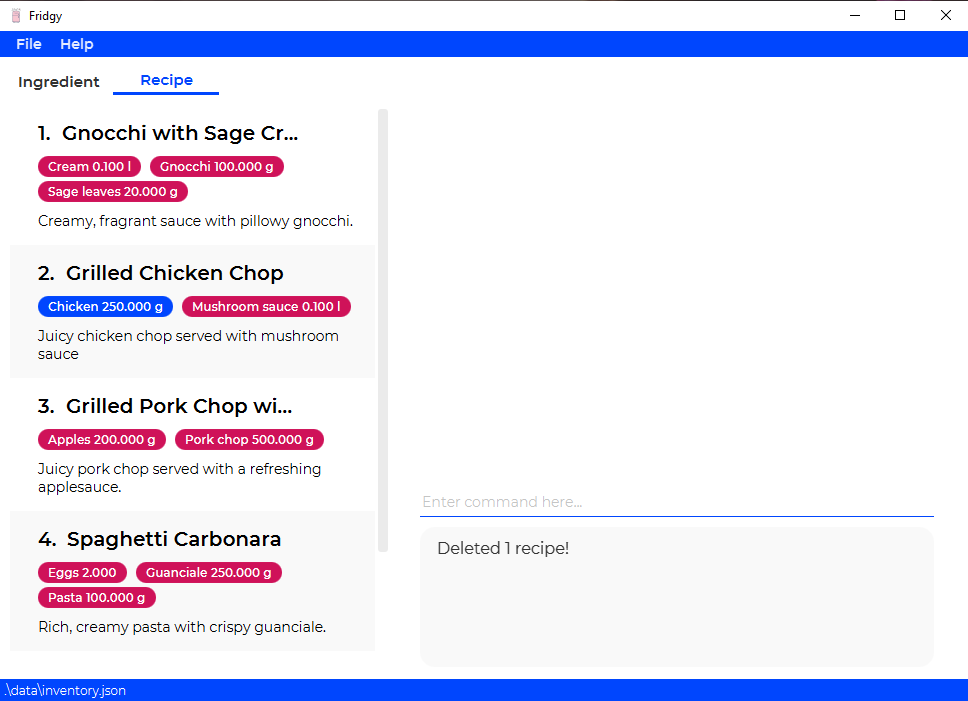 Fridgy
File Help
Ingredient Recipe
1. Gnocchi with Sage Cr...
Cream 0.100 l Gnocchi 100.000 g
Sage leaves 20.000 g
Creamy, fragrant sauce with pillowy gnocchi.
2. Grilled Chicken Chop
Chicken 250.000 g Mushroom sauce 0.100 l
Juicy chicken chop served with mushroom
sauce
3. Grilled Pork Chop wi...
Apples 200.000 g Pork chop 500.000 g
Juicy pork chop served with a refreshing
applesauce.
4. Spaghetti Carbonara
Eggs 2.000 Guanciale 250.000 g
Pasta 100.000 g
Rich, creamy pasta with crispy guanciale.
Enter command here...
Deleted 1 recipe!
.\data\inventory.json